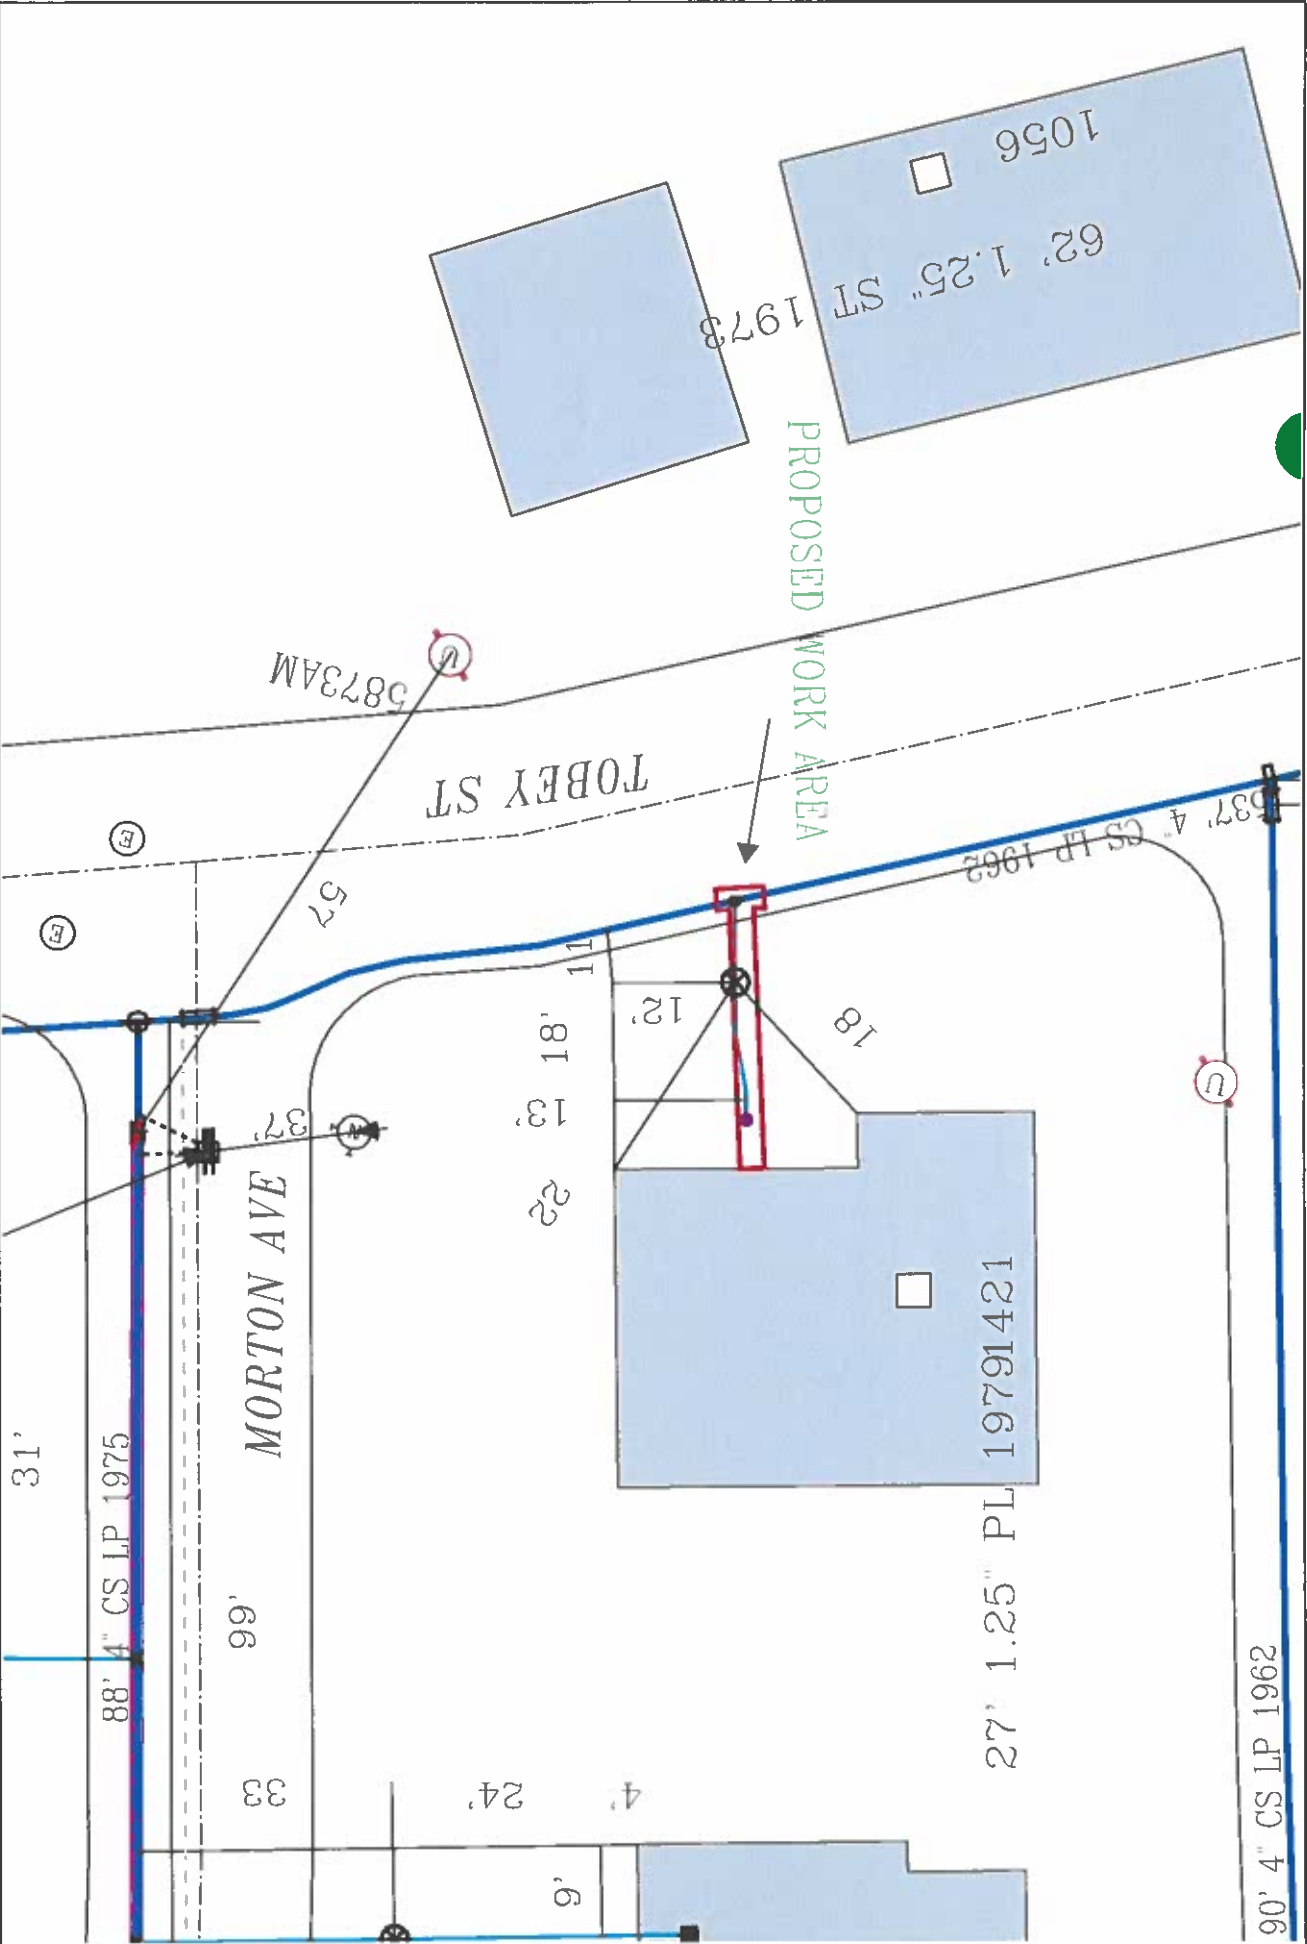 1056
62' 1.25" ST 1973
PROPOSED WORK AREA
5873AM
TOBEY ST
E
E
U
57
537' 4" CS LP 1962
11
12'
18'
18
13'
22
37'
U
MORTON AVE
31'
88' 4" CS LP 1975
99'
27' 1.25" PL 1979 1421
33
24'
4'
9'
90' 4" CS LP 1962